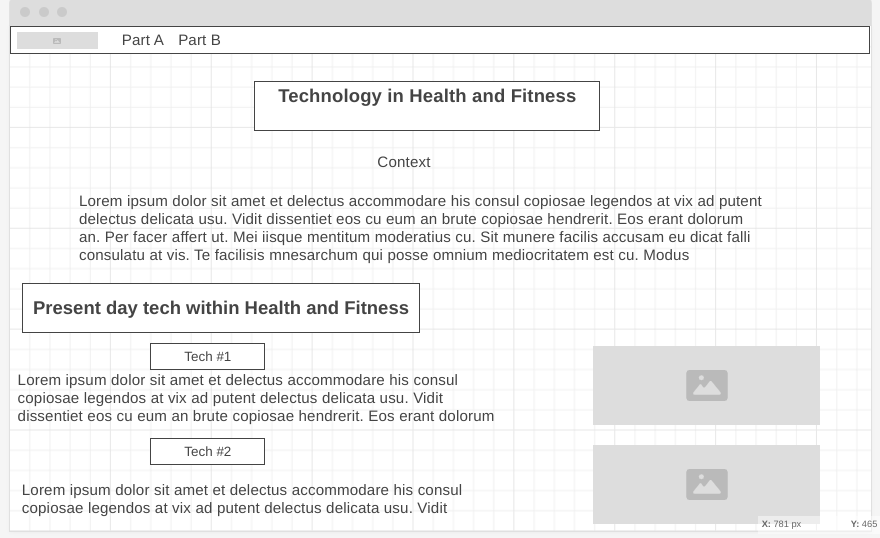 Part A Part B
Technology in Health and Fitness
Context
Lorem ipsum dolor sit amet et delectus accommodare his consul copiosae legendos at vix ad putent
delectus delicata usu. Vidit dissentiet eos cu eum an brute copiosae hendrerit. Eos erant dolorum
an. Per facer affert ut. Mei iisque mentitum moderatius cu. Sit munere facilis accusam eu dicat falli
consulatu at vis. Te facilisis mnesarchum qui posse omnium mediocritatem est cu. Modus
Present day tech within Health and Fitness
Tech #1
Lorem ipsum dolor sit amet et delectus accommodare his consul
copiosae legendos at vix ad putent delectus delicata usu. Vidit
dissentiet eos cu eum an brute copiosae hendrerit. Eos erant dolorum
Tech #2
Lorem ipsum dolor sit amet et delectus accommodare his consul
copiosae legendos at vix ad putent delectus delicata usu. Vidit
X: 781 px Y: 465